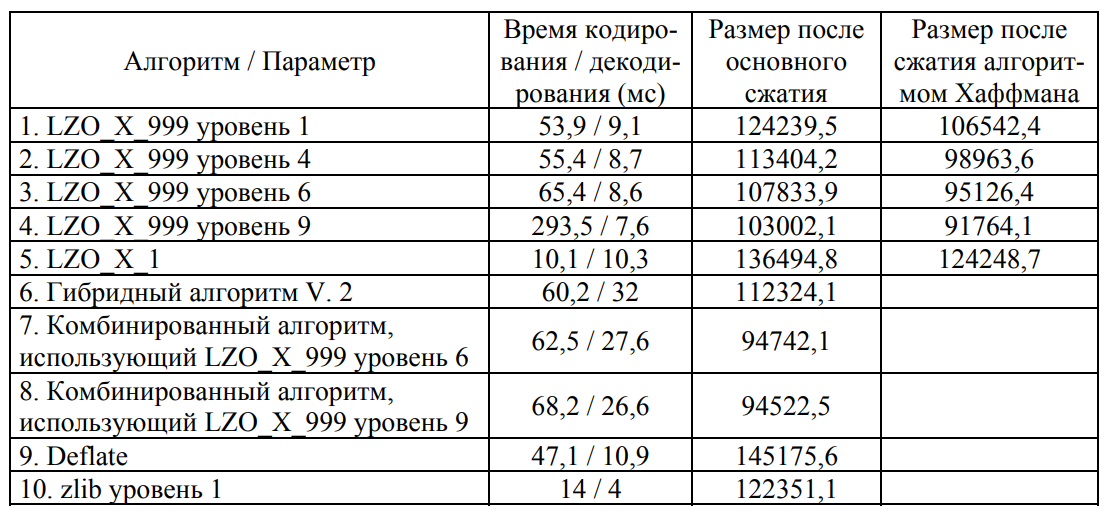 Алгоритм / Параметр
Время кодиро-
вания / декоди-
рования (мс)
Размер после
основного
сжатия
Размер после
сжатия алгорит-
мом Хаффмана
1. LZO_X_999 уровень 1 53,9 / 9,1 124239,5 106542,4
2. LZO_X_999 уровень 4 55,4 / 8,7 113404,2 98963,6
3. LZO_X_999 уровень 6 65,4 / 8,6 107833,9 95126,4
4. LZO_X_999 уровень 9 293,5 / 7,6 103002,1 91764,1
5. LZO_X_1 10,1 / 10,3 136494,8 124248,7
6. Гибридный алгоритм V. 2 60,2 / 32 112324,1
7. Комбинированный алгоритм,
использующий LZO_X_999 уровень 6 62,5 / 27,6 94742,1
8. Комбинированный алгоритм,
использующий LZO_X_999 уровень 9 68,2 / 26,6 94522,5
9. Deflate 47,1 / 10,9 145175,6
10. zlib уровень 1 14 / 4 122351,1